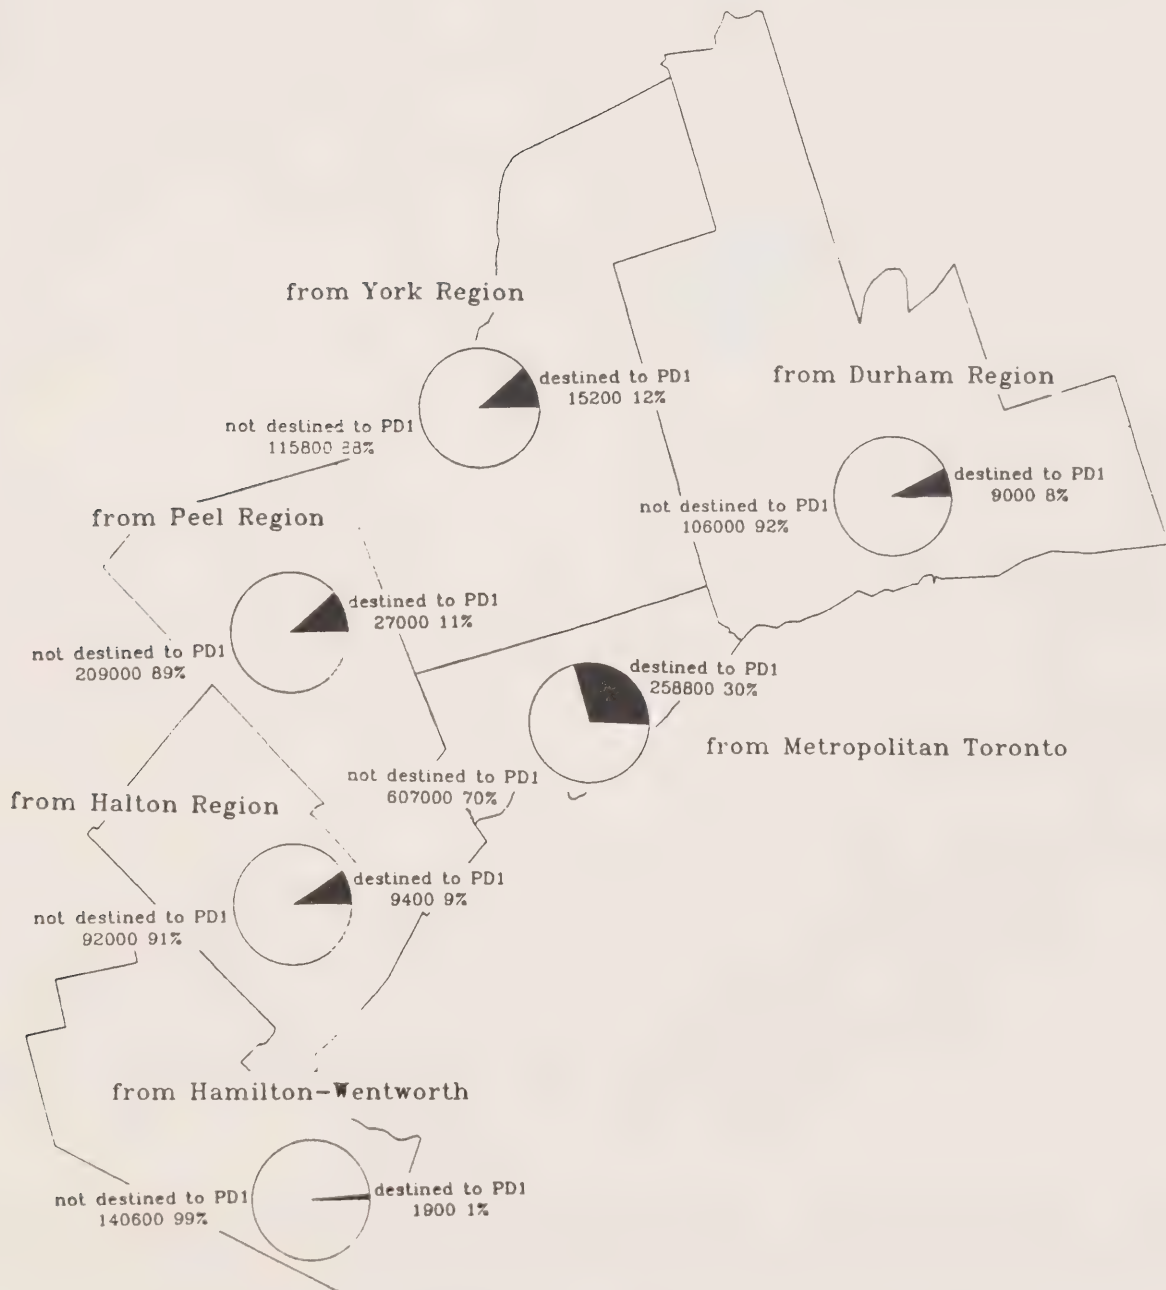 from York Region
destined to PD1
15200 12%
not destined to PD1
115800 88%
from Durham Region
destined to PD1
9000 8%
not destined to PD1
106000 92%
from Peel Region
destined to PD1
27000 11%
not destined to PD1
209000 89%
destined to PD1
258800 30%
from Metropolitan Toronto
not destined to PD1
607000 70%
from Halton Region
destined to PD1
9400 9%
not destined to PD1
92000 91%
from Hamilton-Wentworth
destined to PD1
1900 1%
not destined to PD1
140600 99%